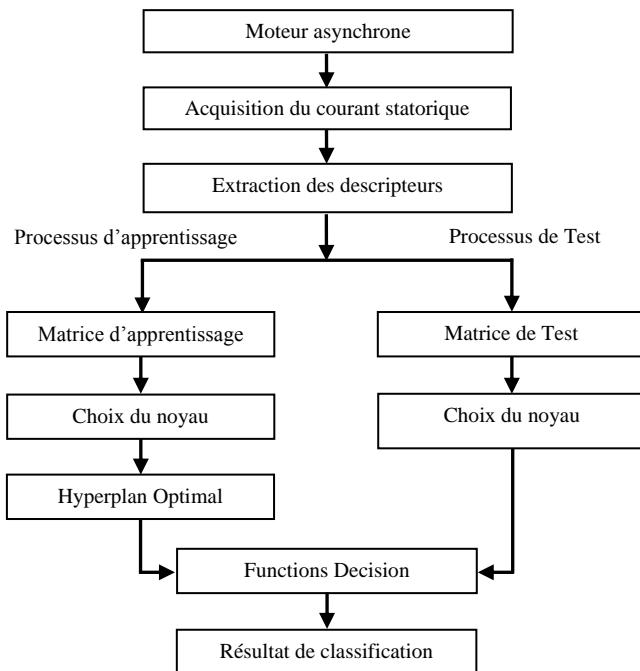 Moteur asynchrone
Acquisition du courant statorique
Extraction des descripteurs
Processus d’apprentissage
Processus de Test
Matrice d’apprentissage
Matrice de Test
Choix du noyau
Choix du noyau
Hyperplan Optimal
Functions Decision
Résultat de classification